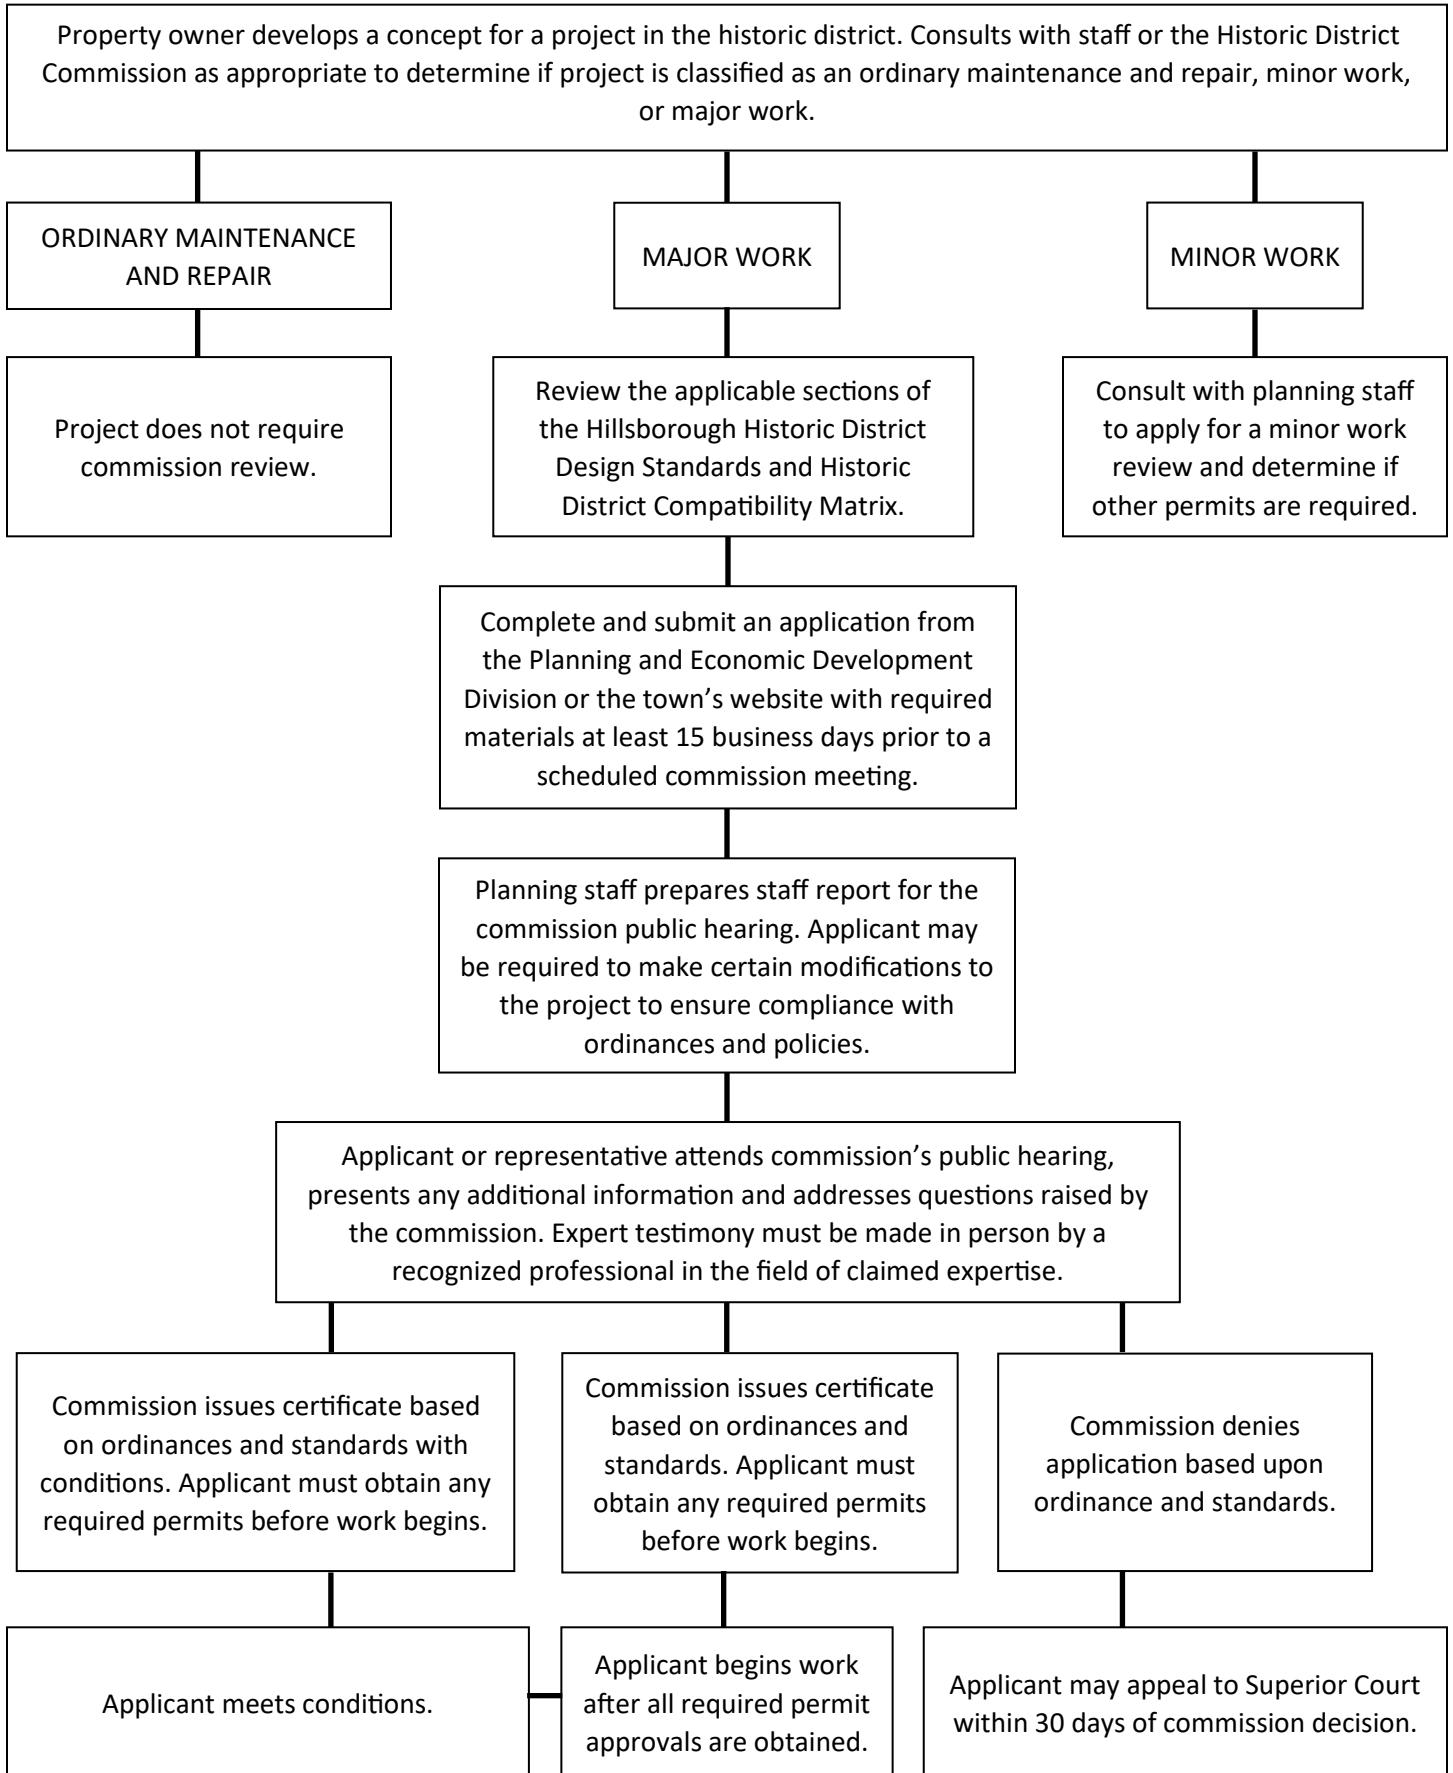 Property owner develops a concept for a project in the historic district. Consults with staff or the Historic District
Commission as appropriate to determine if project is classified as an ordinary maintenance and repair, minor work,
or major work.
ORDINARY MAINTENANCE
AND REPAIR
MAJOR WORK
MINOR WORK
Project does not require
commission review.
Review the applicable sections of
the Hillsborough Historic District
Design Standards and Historic
District Compatibility Matrix.
Consult with planning staff
to apply for a minor work
review and determine if
other permits are required.
Complete and submit an application from
the Planning and Economic Development
Division or the town’s website with required
materials at least 15 business days prior to a
scheduled commission meeting.
Planning staff prepares staff report for the
commission public hearing. Applicant may
be required to make certain modifications to
the project to ensure compliance with
ordinances and policies.
Applicant or representative attends commission’s public hearing,
presents any additional information and addresses questions raised by
the commission. Expert testimony must be made in person by a
recognized professional in the field of claimed expertise.
Commission issues certificate based
on ordinances and standards with
conditions. Applicant must obtain any
required permits before work begins.
Commission issues certificate
based on ordinances and
standards. Applicant must
obtain any required permits
before work begins.
Commission denies
application based upon
ordinance and standards.
Applicant meets conditions.
Applicant begins work
after all required permit
approvals are obtained.
Applicant may appeal to Superior Court
within 30 days of commission decision.